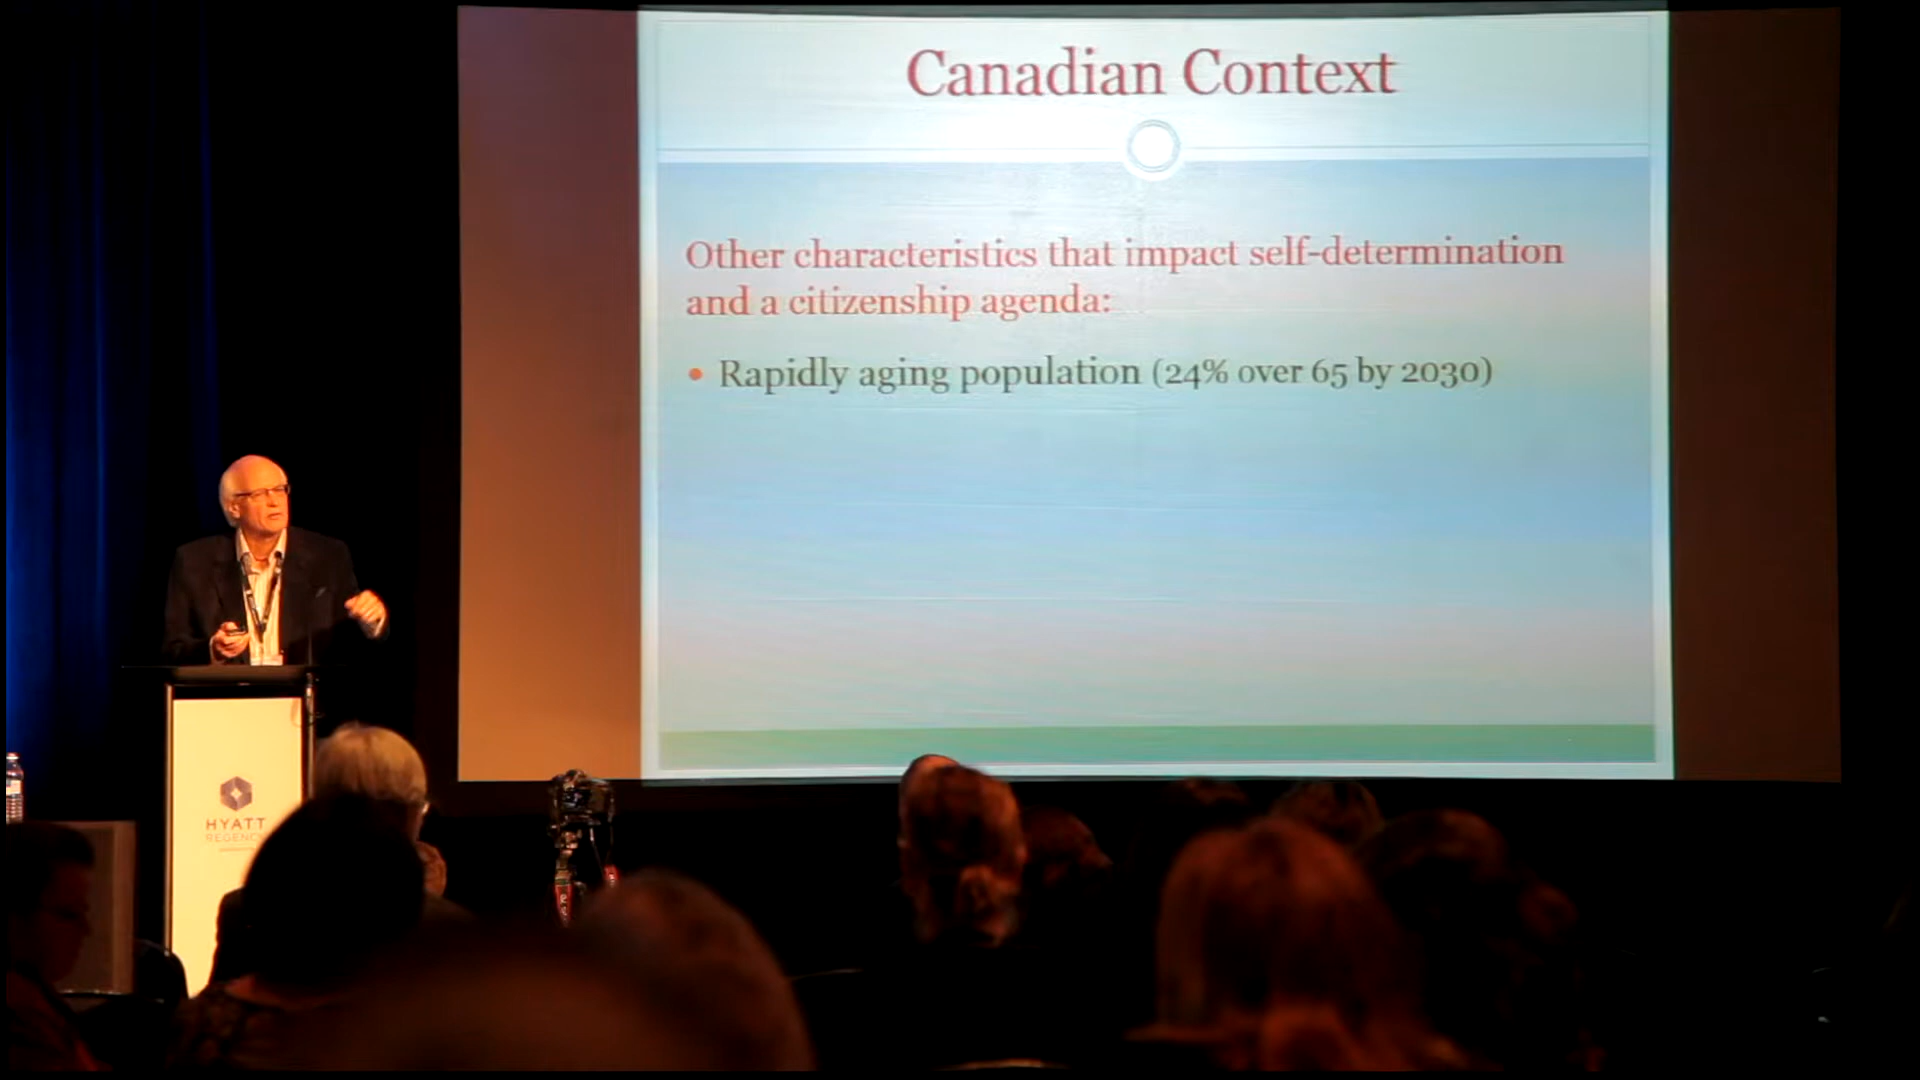 Canadian Context
Other characteristics that impact self-determination
and a citizenship agenda:
• Rapidly aging population (24% over 65 by 2030)
HYATT
REGENCY